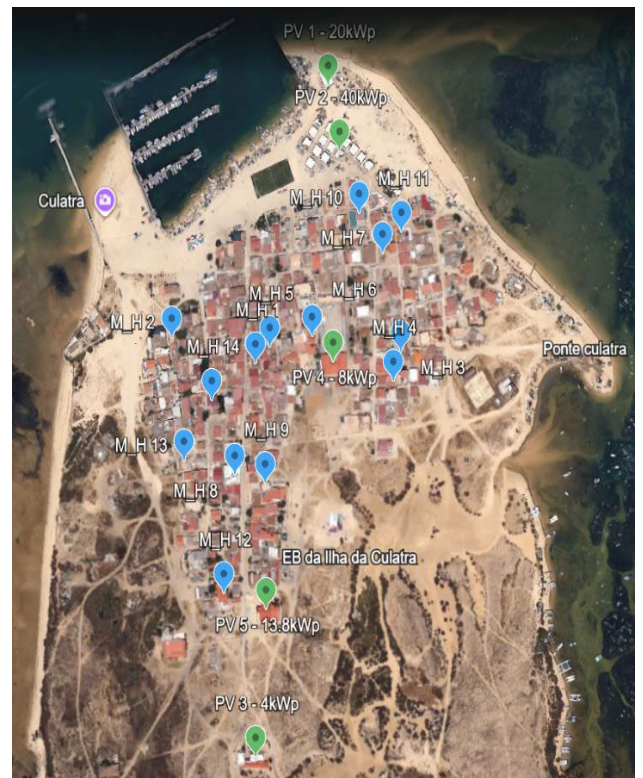 PV 1 - 20kWp
PV 2 - 40kWp
Culatra
M_H 10
M_H 11
M_H 7
M_H 5
M_H 6
M_H 2
M_H 1
M_H 4
M_H 14
PV 4 - 8kWp
M_H 3
Ponte culatra
M_H 13
M_H 9
M_H 8
M_H 12
EB da Ilha da Culatra
PV 5 - 13.8kWp
PV 3 - 4kWp